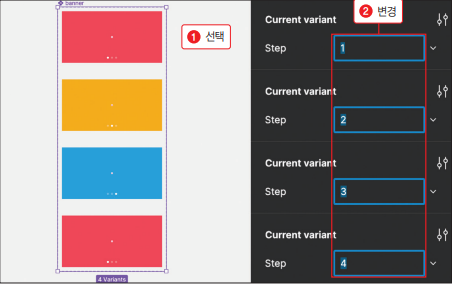 banner
① 선택
4 Variants
② 변경
Current variant
Step 1
Current variant
Step 2
Current variant
Step 3
Current variant
Step 4